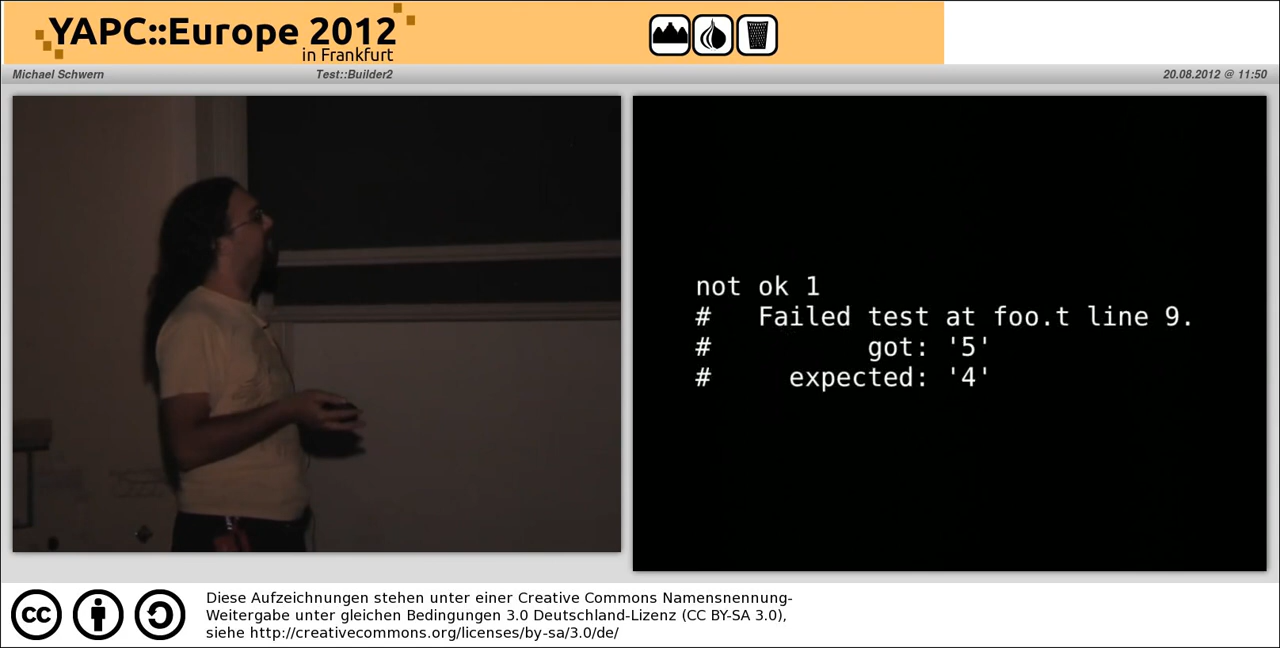 YAPC::Europe 2012
in Frankfurt
Michael Schwern Test::Builder2 20.08.2012 @ 11:50
not ok 1
#   Failed test at foo.t line 9.
#          got: '5'
#     expected: '4'
cc
Diese Aufzeichnungen stehen unter einer Creative Commons Namensnennung-
Weitergabe unter gleichen Bedingungen 3.0 Deutschland-Lizenz (CC BY-SA 3.0),
siehe http://creativecommons.org/licenses/by-sa/3.0/de/